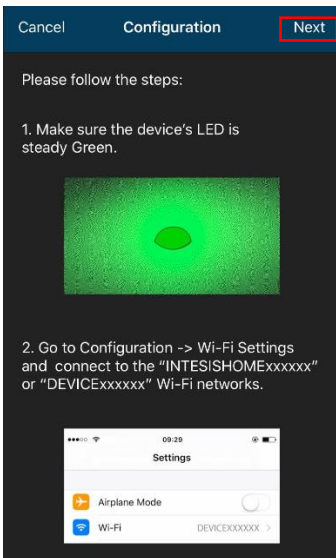 Cancel Configuration Next
Please follow the steps:
1. Make sure the device's LED is
steady Green.
2. Go to Configuration -> Wi-Fi Settings
and connect to the “INTESISHOMExxxxxx”
or “DEVICExxxxxx” Wi-Fi networks.
09:29
Settings
Airplane Mode
Wi-Fi DEVICEXXXXXX >